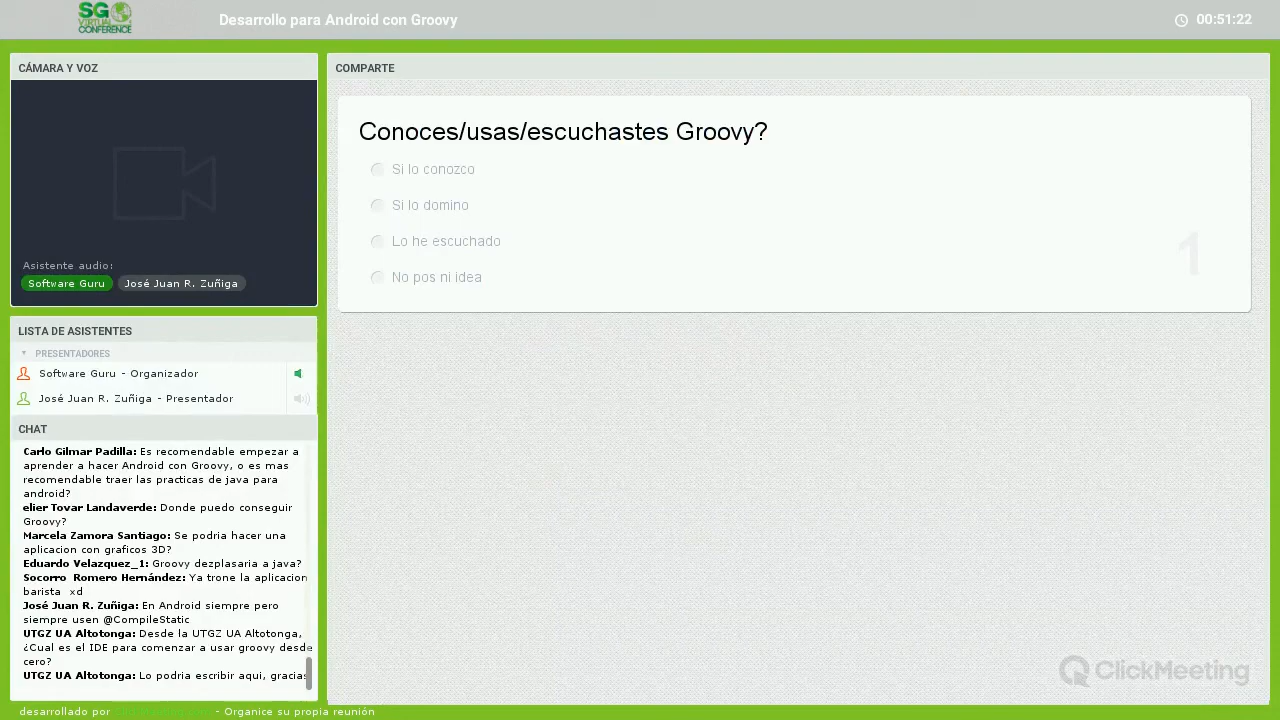 SG
VIRTUAL
CONFERENCE
Desarrollo para Android con Groovy
00:51:22
CÁMARA Y VOZ
Asistente audio:
Software Guru
José Juan R. Zuñiga
LISTA DE ASISTENTES
PRESENTADORES
Software Guru - Organizador
José Juan R. Zuñiga - Presentador
CHAT
Carlo Gilmar Padilla: Es recomendable empezar a
aprender a hacer Android con Groovy, o es mas
recomendable traer las practicas de java para
android?
elier Tovar Landaverde: Donde puedo conseguir
Groovy?
Marcela Zamora Santiago: Se podria hacer una
aplicacion con graficos 3D?
Eduardo Velazquez_1: Groovy dezplasaria a java?
Socorro Romero Hernández: Ya trone la aplicacion
barista xd
José Juan R. Zuñiga: En Android siempre pero
siempre usen @CompileStatic
UTGZ UA Altotonga: Desde la UTGZ UA Altotonga,
¿Cual es el IDE para comenzar a usar groovy desde
cero?
UTGZ UA Altotonga: Lo podria escribir aqui, gracias
COMPARTE
Conoces/usas/escuchastes Groovy?
Si lo conozco
Si lo domino
Lo he escuchado
No pos ni idea
1
ClickMeeting
desarrollado por
- Organice su propia reunión